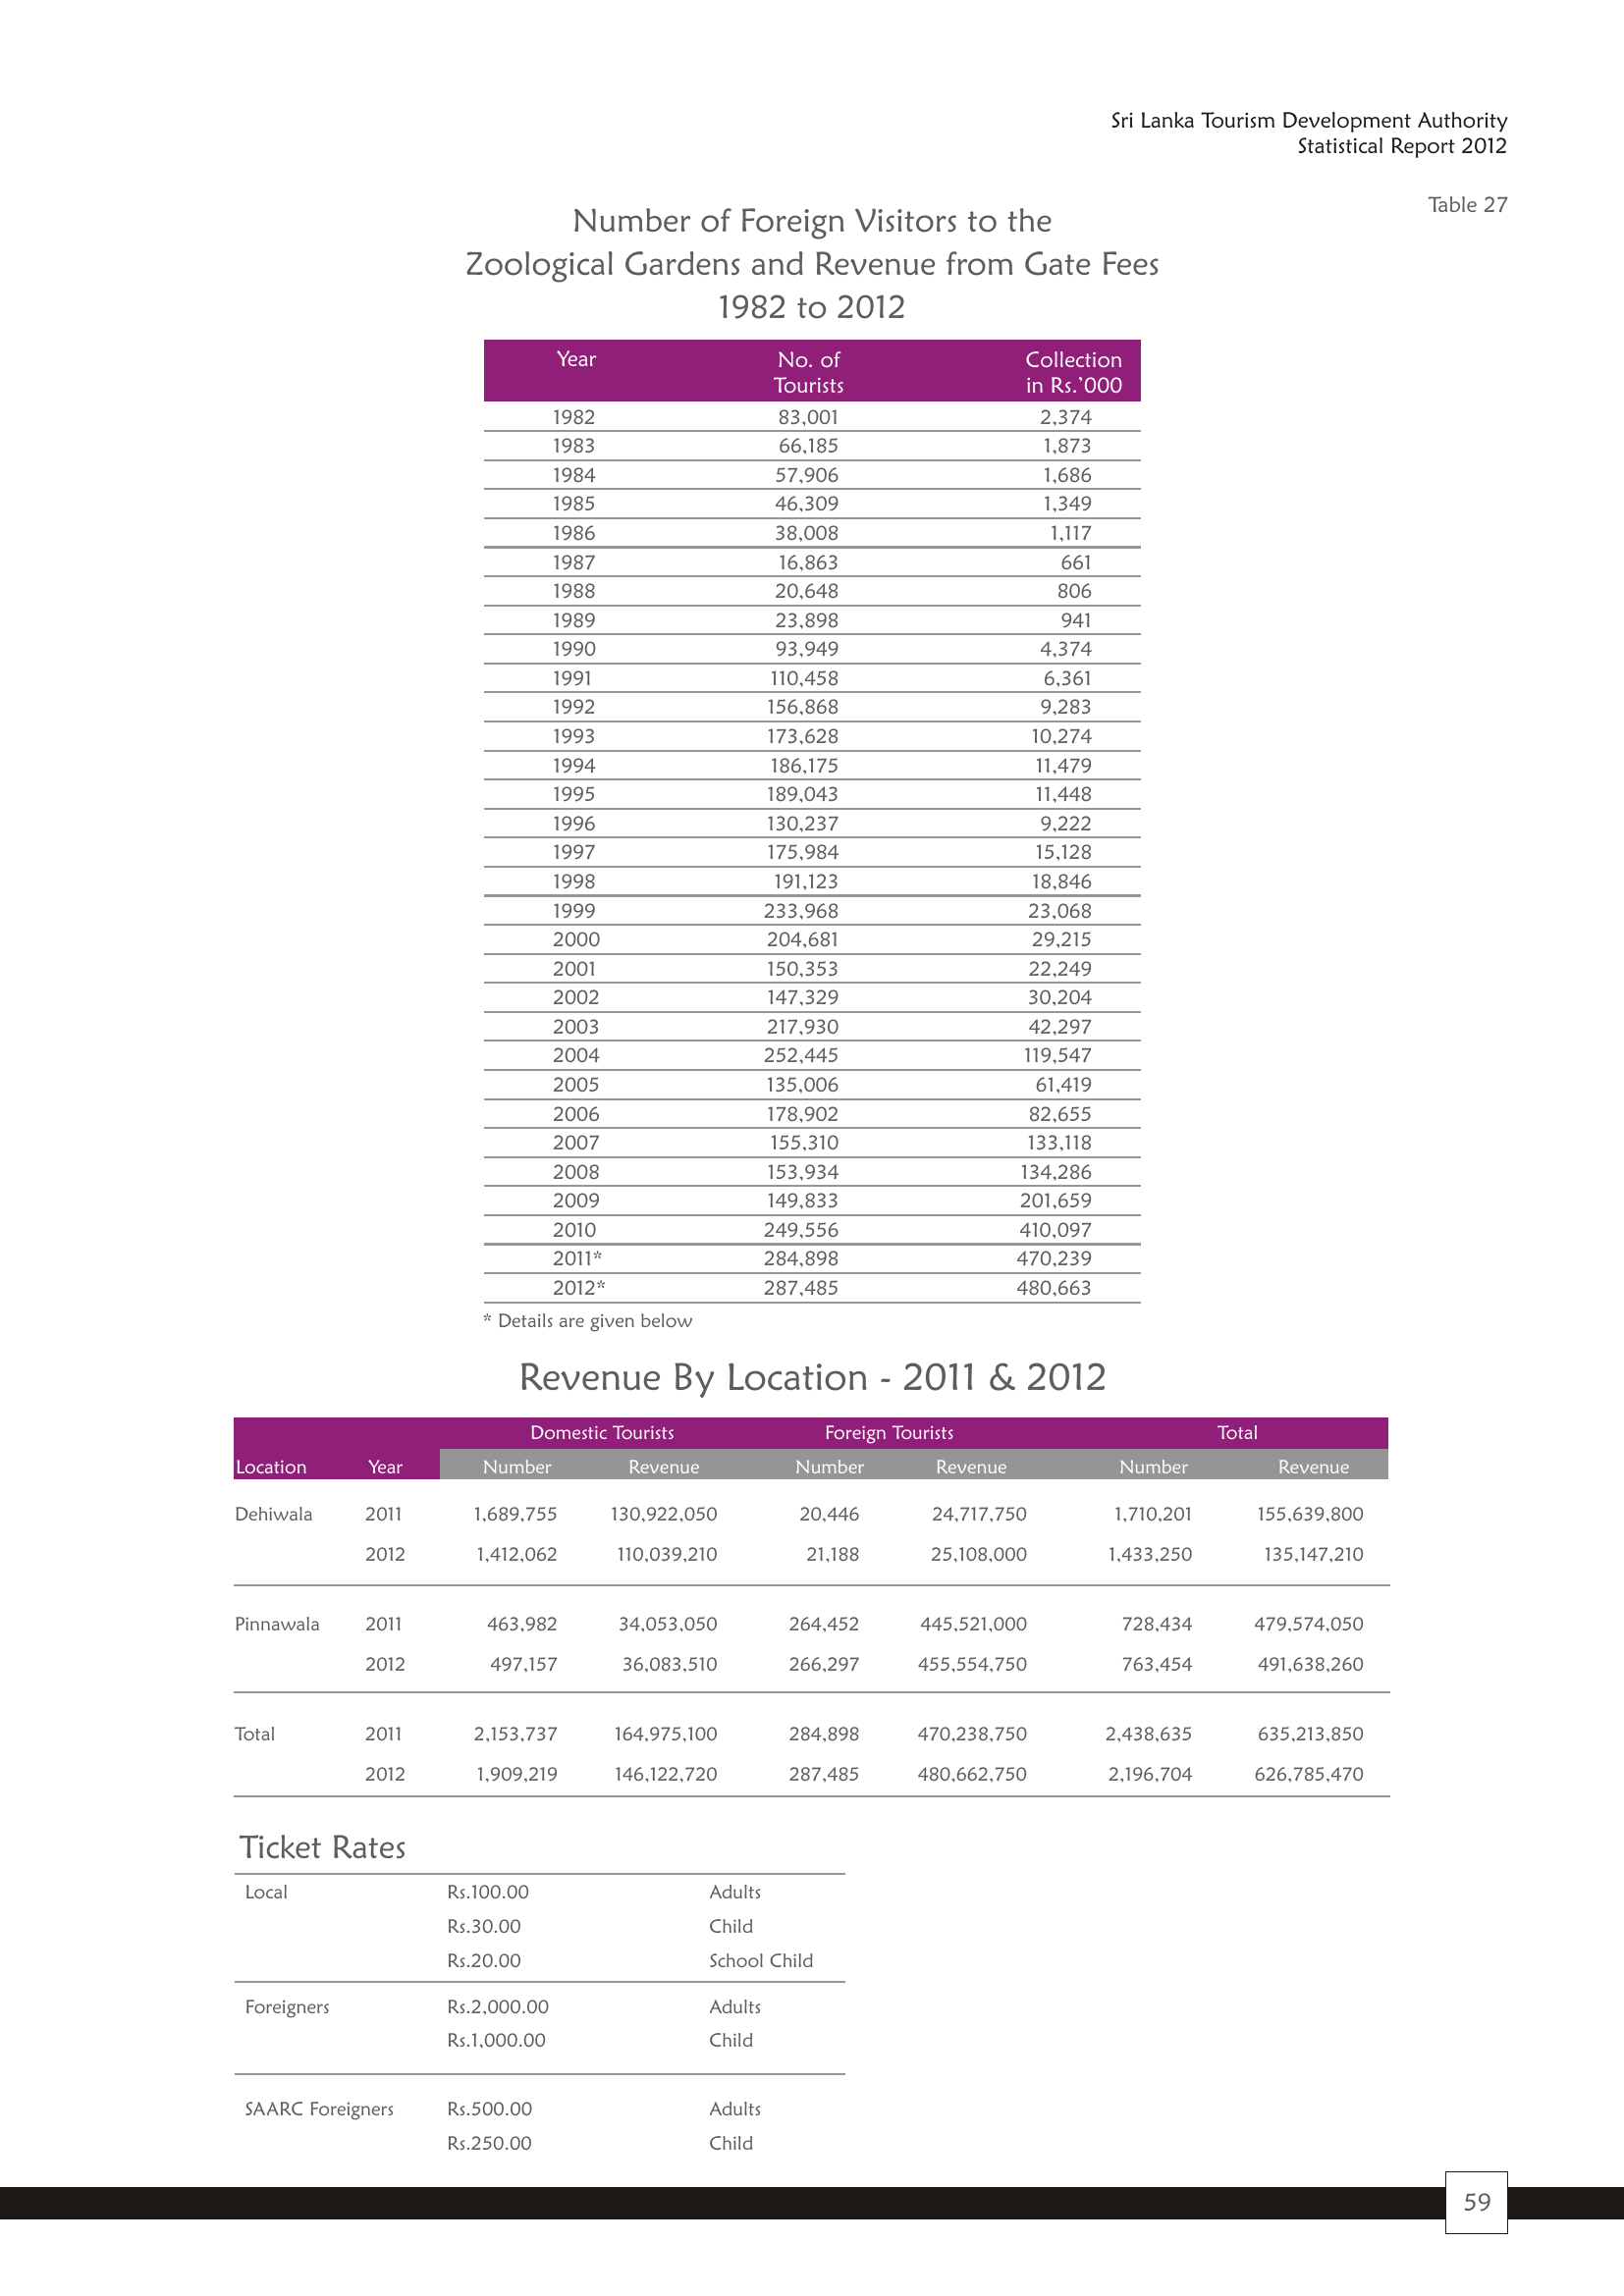 Sri Lanka Tourism Development Authority
Statistical Report 2012
Table 27
Number of Foreign Visitors to the
Zoological Gardens and Revenue from Gate Fees
1982 to 2012
Year No. of Collection
Tourists in Rs.’000
1982 83,001 2,374
1983 66,185 1,873
1984 57,906 1,686
1985 46,309 1,349
1986 38,008 1,117
1987 16,863 661
1988 20,648 806
1989 23,898 941
1990 93,949 4,374
1991 110,458 6,361
1992 156,868 9,283
1993 173,628 10,274
1994 186,175 11,479
1995 189,043 11,448
1996 130,237 9,222
1997 175,984 15,128
1998 191,123 18,846
1999 233,968 23,068
2000 204,681 29,215
2001 150,353 22,249
2002 147,329 30,204
2003 217,930 42,297
2004 252,445 119,547
2005 135,006 61,419
2006 178,902 82,655
2007 155,310 133,118
2008 153,934 134,286
2009 149,833 201,659
2010 249,556 410,097
2011* 284,898 470,239
2012* 287,485 480,663
* Details are given below
Revenue By Location - 2011 & 2012
Domestic Tourists Foreign Tourists Total
Location Year Number Revenue Number Revenue Number Revenue
Dehiwala 2011 1,689,755 130,922,050 20,446 24,717,750 1,710,201 155,639,800
2012 1,412,062 110,039,210 21,188 25,108,000 1,433,250 135,147,210
Pinnawala 2011 463,982 34,053,050 264,452 445,521,000 728,434 479,574,050
2012 497,157 36,083,510 266,297 455,554,750 763,454 491,638,260
Total 2011 2,153,737 164,975,100 284,898 470,238,750 2,438,635 635,213,850
2012 1,909,219 146,122,720 287,485 480,662,750 2,196,704 626,785,470
Ticket Rates
Local Rs.100.00 Adults
Rs.30.00 Child
Rs.20.00 School Child
Foreigners Rs.2,000.00 Adults
Rs.1,000.00 Child
SAARC Foreigners Rs.500.00 Adults
Rs.250.00 Child
59